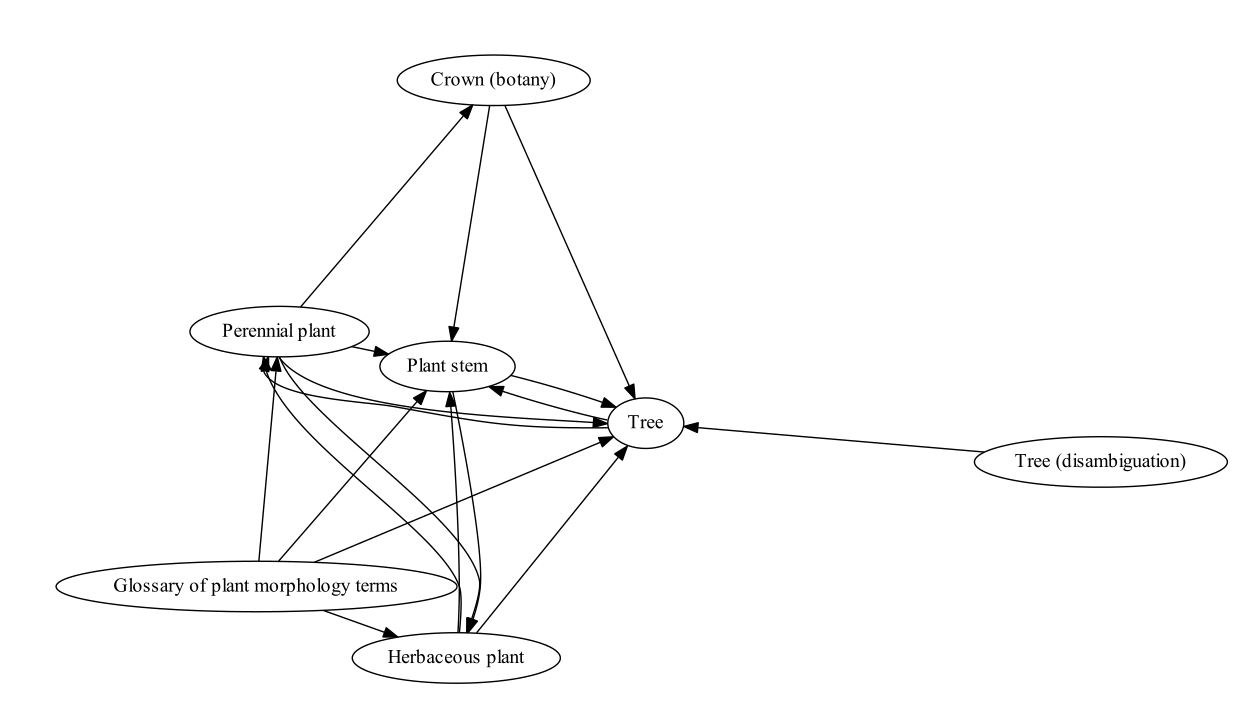 Crown (botany)
Perennial plant
Plant stem
Tree
Tree (disambiguation)
Glossary of plant morphology terms
Herbaceous plant